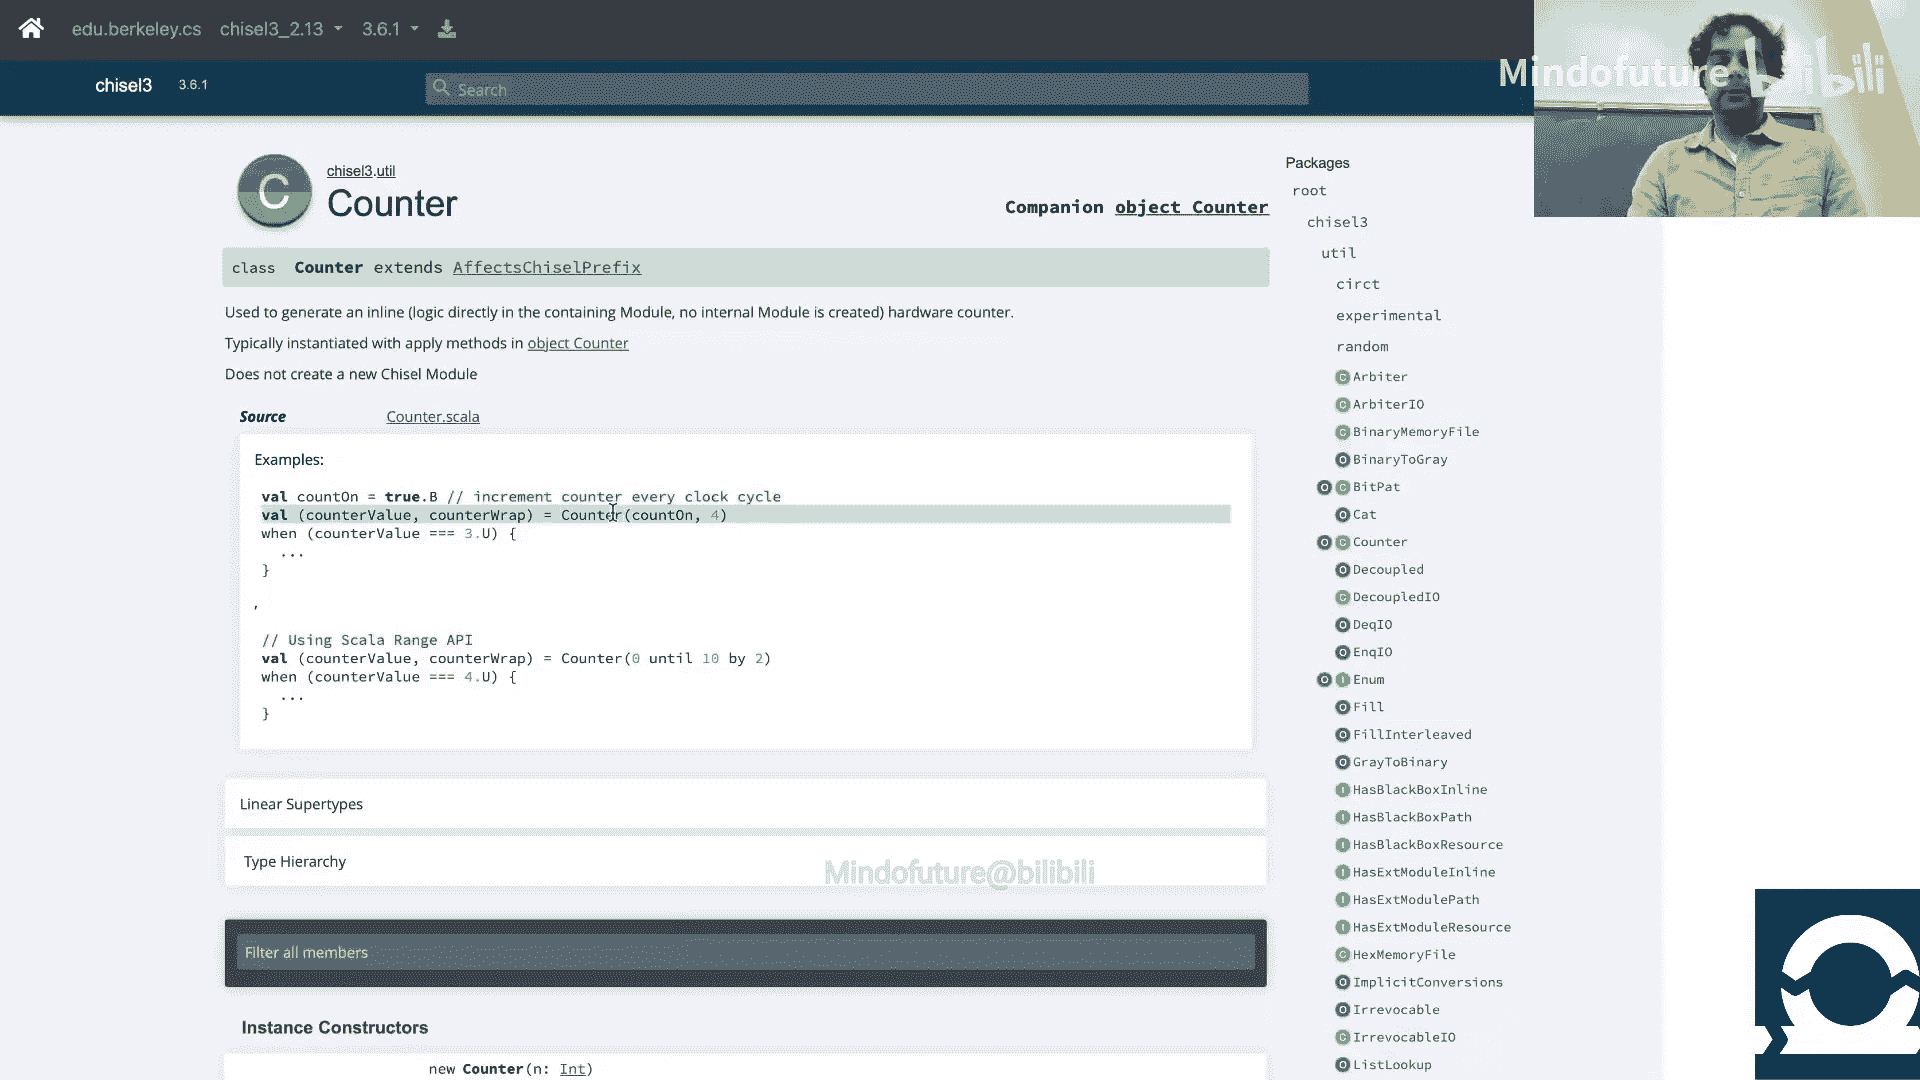 edu.berkeley.cs chisel3_2.13 3.6.1
chisel3 3.6.1
Search
Mindofuture bilibili
C
chisel3.util
Counter
Companion object Counter
class Counter extends AffectsChiselPrefix
Used to generate an inline (logic directly in the containing Module, no internal Module is created) hardware counter.
Typically instantiated with apply methods in object Counter
Does not create a new Chisel Module
Source Counter.scala
Examples:
val countOn = true.B // increment counter every clock cycle
val (counterValue, counterWrap) = Counter(countOn, 4)
when (counterValue === 3.U) {
...
}
,
// Using Scala Range API
val (counterValue, counterWrap) = Counter(0 until 10 by 2)
when (counterValue === 4.U) {
...
}
Linear Supertypes
Type Hierarchy
Mindofuture@bilibili
Filter all members
Instance Constructors
new Counter(n: Int)
Packages
root
chisel3
util
circt
experimental
random
C Arbiter
C ArbiterIO
C BinaryMemoryFile
O BinaryToGray
O C BitPat
O Cat
O C Counter
O Decoupled
C DecoupledIO
O DeqIO
O EnqIO
O I Enum
O Fill
O FillInterleaved
O GrayToBinary
I HasBlackBoxInline
I HasBlackBoxPath
I HasBlackBoxResource
I HasExtModuleInline
I HasExtModulePath
I HasExtModuleResource
C HexMemoryFile
O ImplicitConversions
O Irrevocable
C IrrevocableIO
O ListLookup